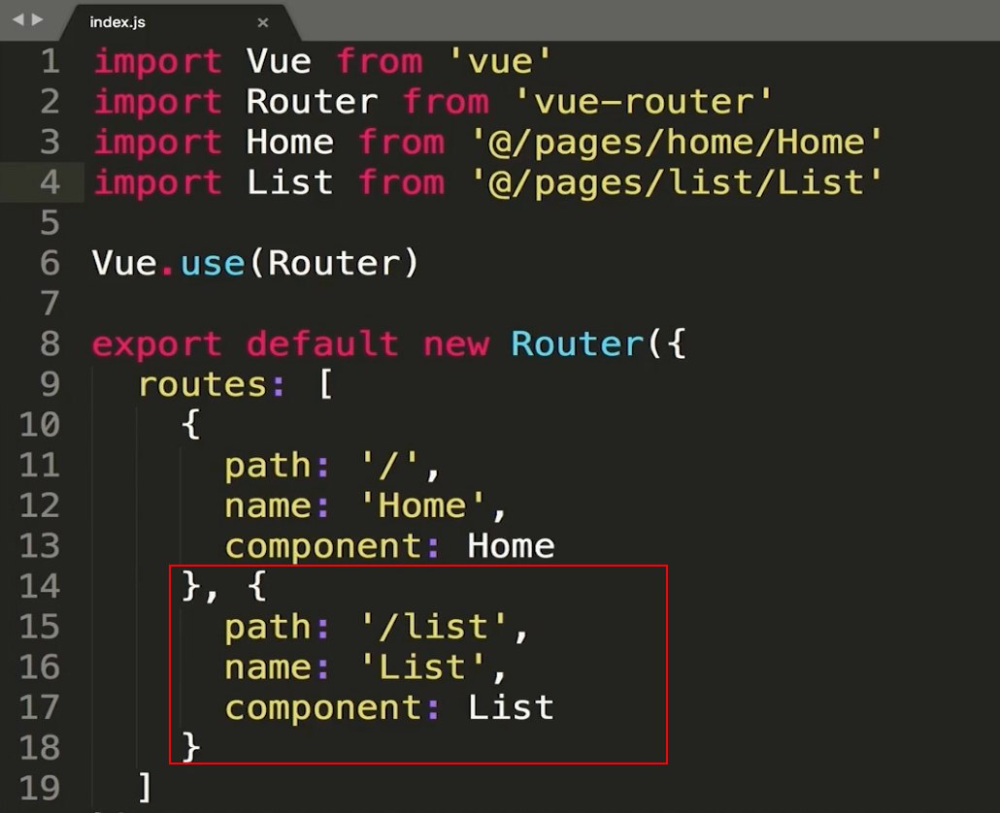 index.js ×
1 import Vue from 'vue'
2 import Router from 'vue-router'
3 import Home from '@/pages/home/Home'
4 import List from '@/pages/list/List'
5
6 Vue.use(Router)
7
8 export default new Router({
9   routes: [
10     {
11       path: '/',
12       name: 'Home',
13       component: Home
14     }, {
15       path: '/list',
16       name: 'List',
17       component: List
18     }
19   ]